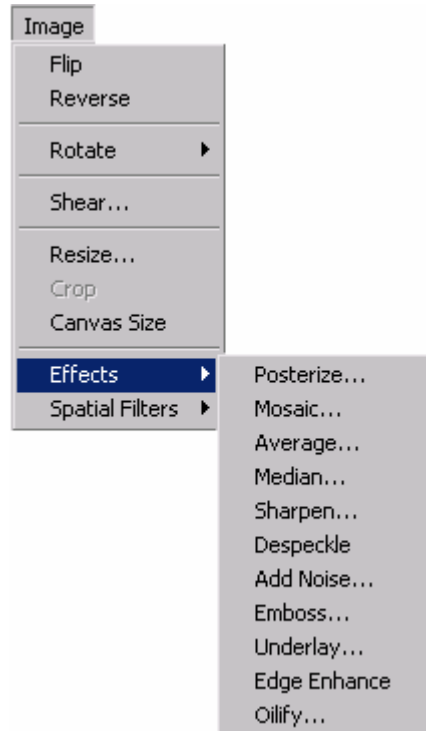 Image
Flip
Reverse
Rotate
Shear...
Resize...
Crop
Canvas Size
Effects
Spatial Filters
Posterize...
Mosaic...
Average...
Median...
Sharpen...
Despeckle
Add Noise...
Emboss...
Underlay...
Edge Enhance
Oilify...